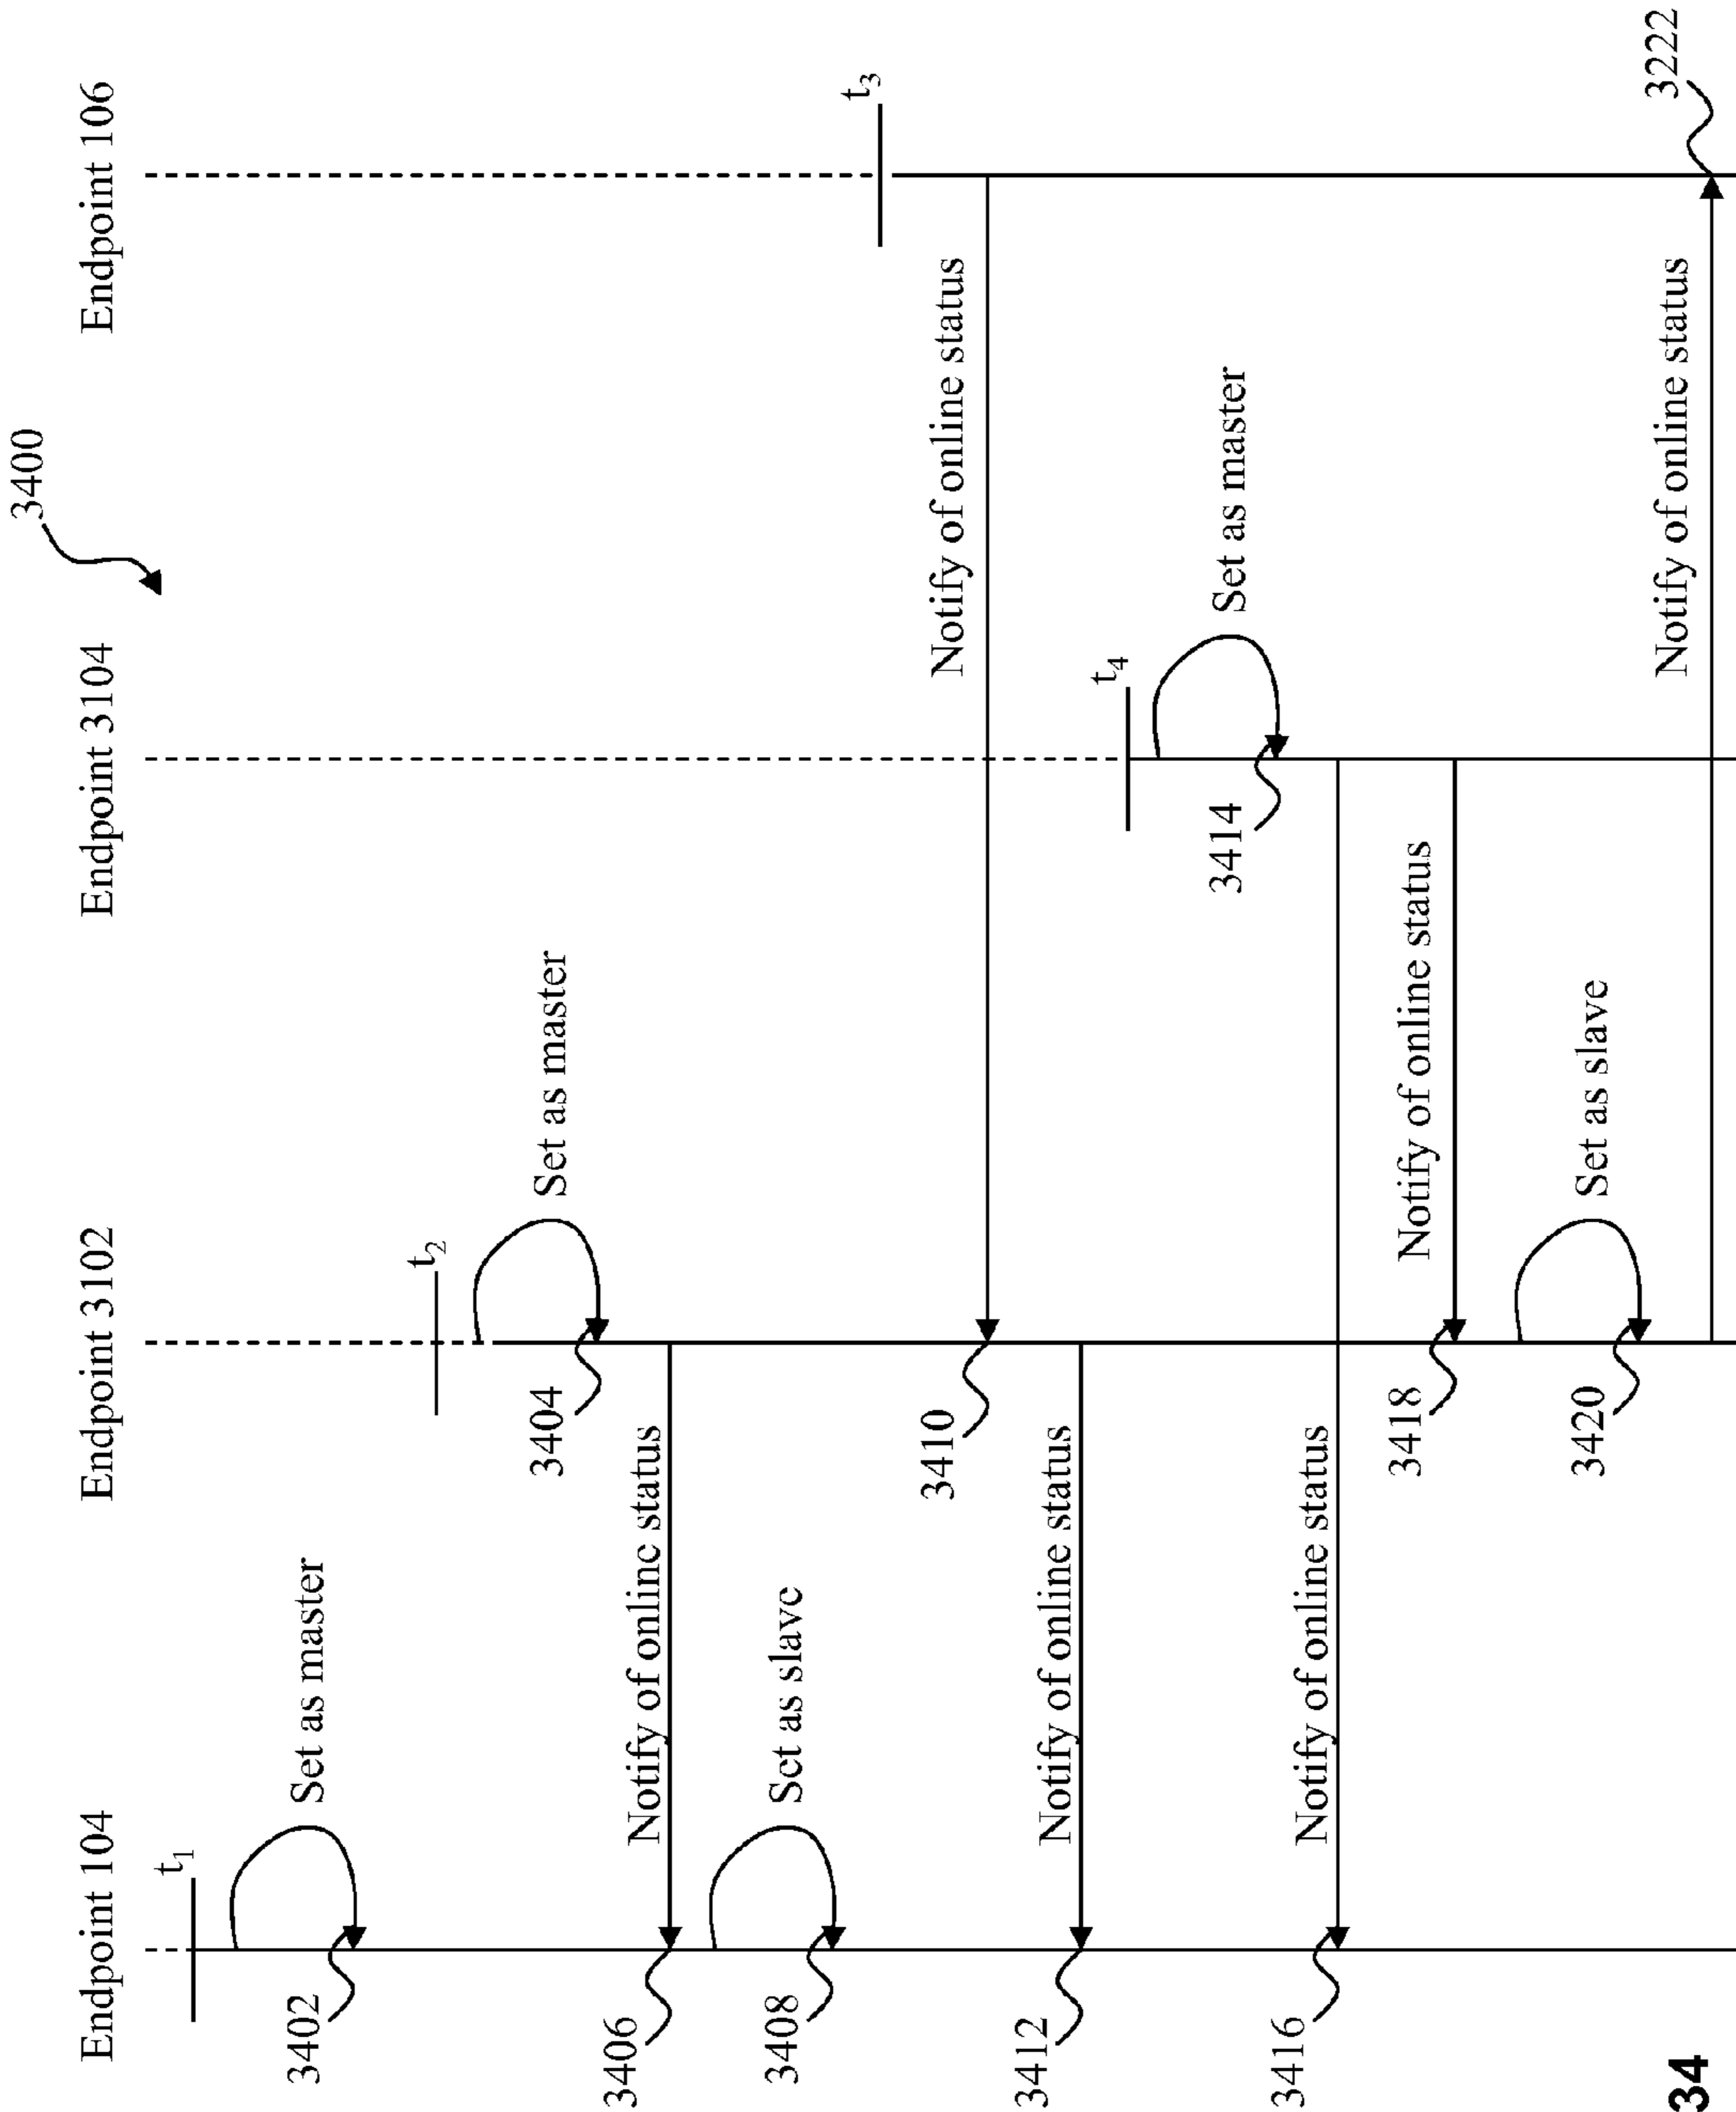 3400
Endpoint 104
Endpoint 3102
Endpoint 3104
Endpoint 106
t1
3402
Set as master
t2
3404
Set as master
3406
Notify of online status
3408
Set as slave
t3
3410
Notify of online status
3412
Notify of online status
t4
3414
Set as master
3416
Notify of online status
3418
Notify of online status
3420
Set as slave
Notify of online status
3222
34